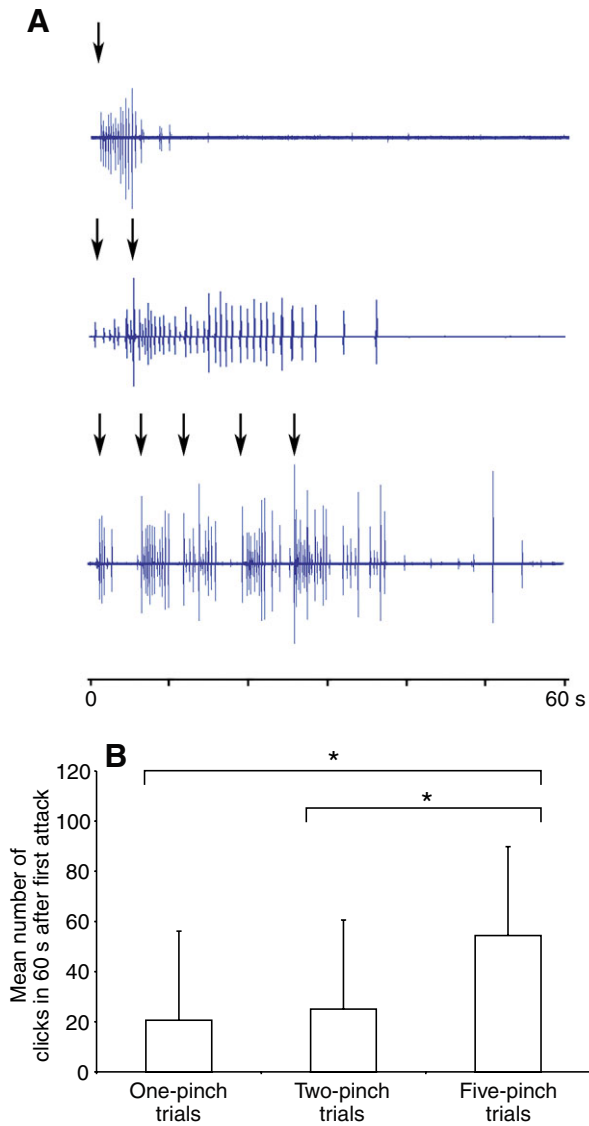 A
0 60 s
B
*
*
120
100
80
60
40
20
0
Mean number of
clicks in 60 s after first attack
One-pinch Two-pinch Five-pinch
trials trials trials